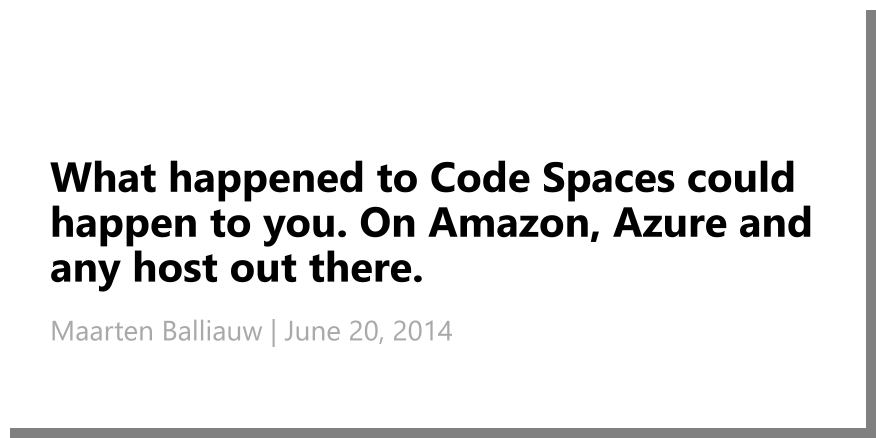 What happened to Code Spaces could
happen to you. On Amazon, Azure and
any host out there.
Maarten Balliauw | June 20, 2014